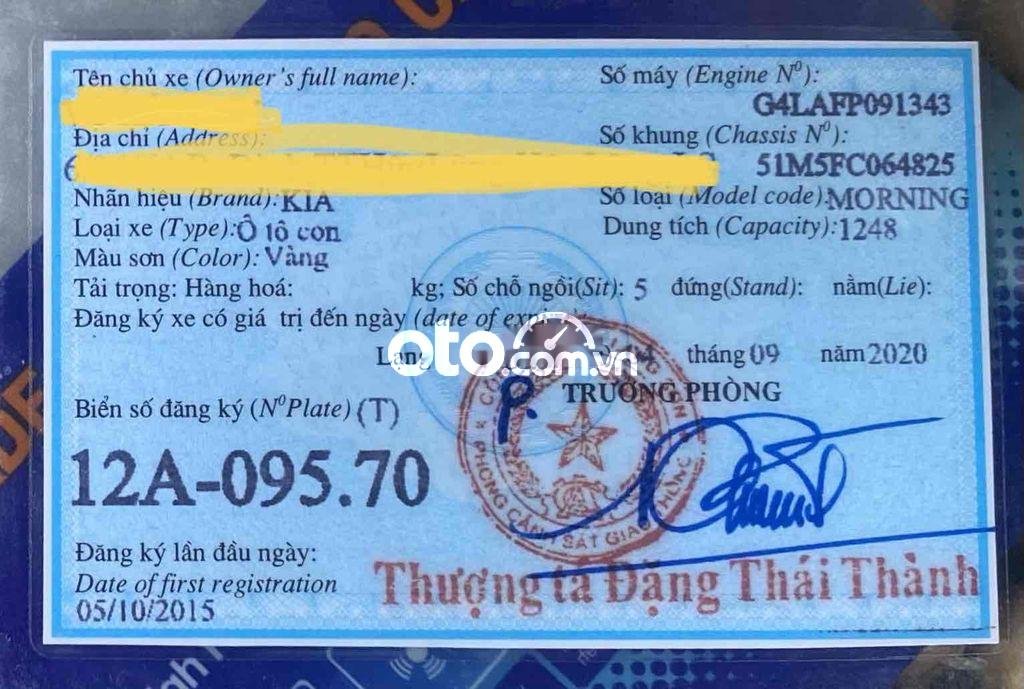 Tên chủ xe (Owner's full name):
Số máy (Engine N⁰):
G4LAFP091343
Địa chỉ (Address):
Số khung (Chassis N⁰):
51M5FC064825
Nhãn hiệu (Brand): KIA
Số loại (Model code): MORNING
Loại xe (Type): Ô tô con
Dung tích (Capacity): 1248
Màu sơn (Color): Vàng
Tải trọng: Hàng hoá: kg; Số chỗ ngồi(Sit): 5 đứng(Stand): nằm(Lie):
Đăng ký xe có giá trị đến ngày (date of
oto.com.vn
tháng 09 năm 2020
P. TRƯỞNG PHÒNG
Biển số đăng ký (N⁰Plate) (T)
12A-095.70
PHÒNG CẢNH SÁT GIAO THÔNG
Đăng ký lần đầu ngày:
Date of first registration
05/10/2015
Thượng tá Đặng Thái Thành